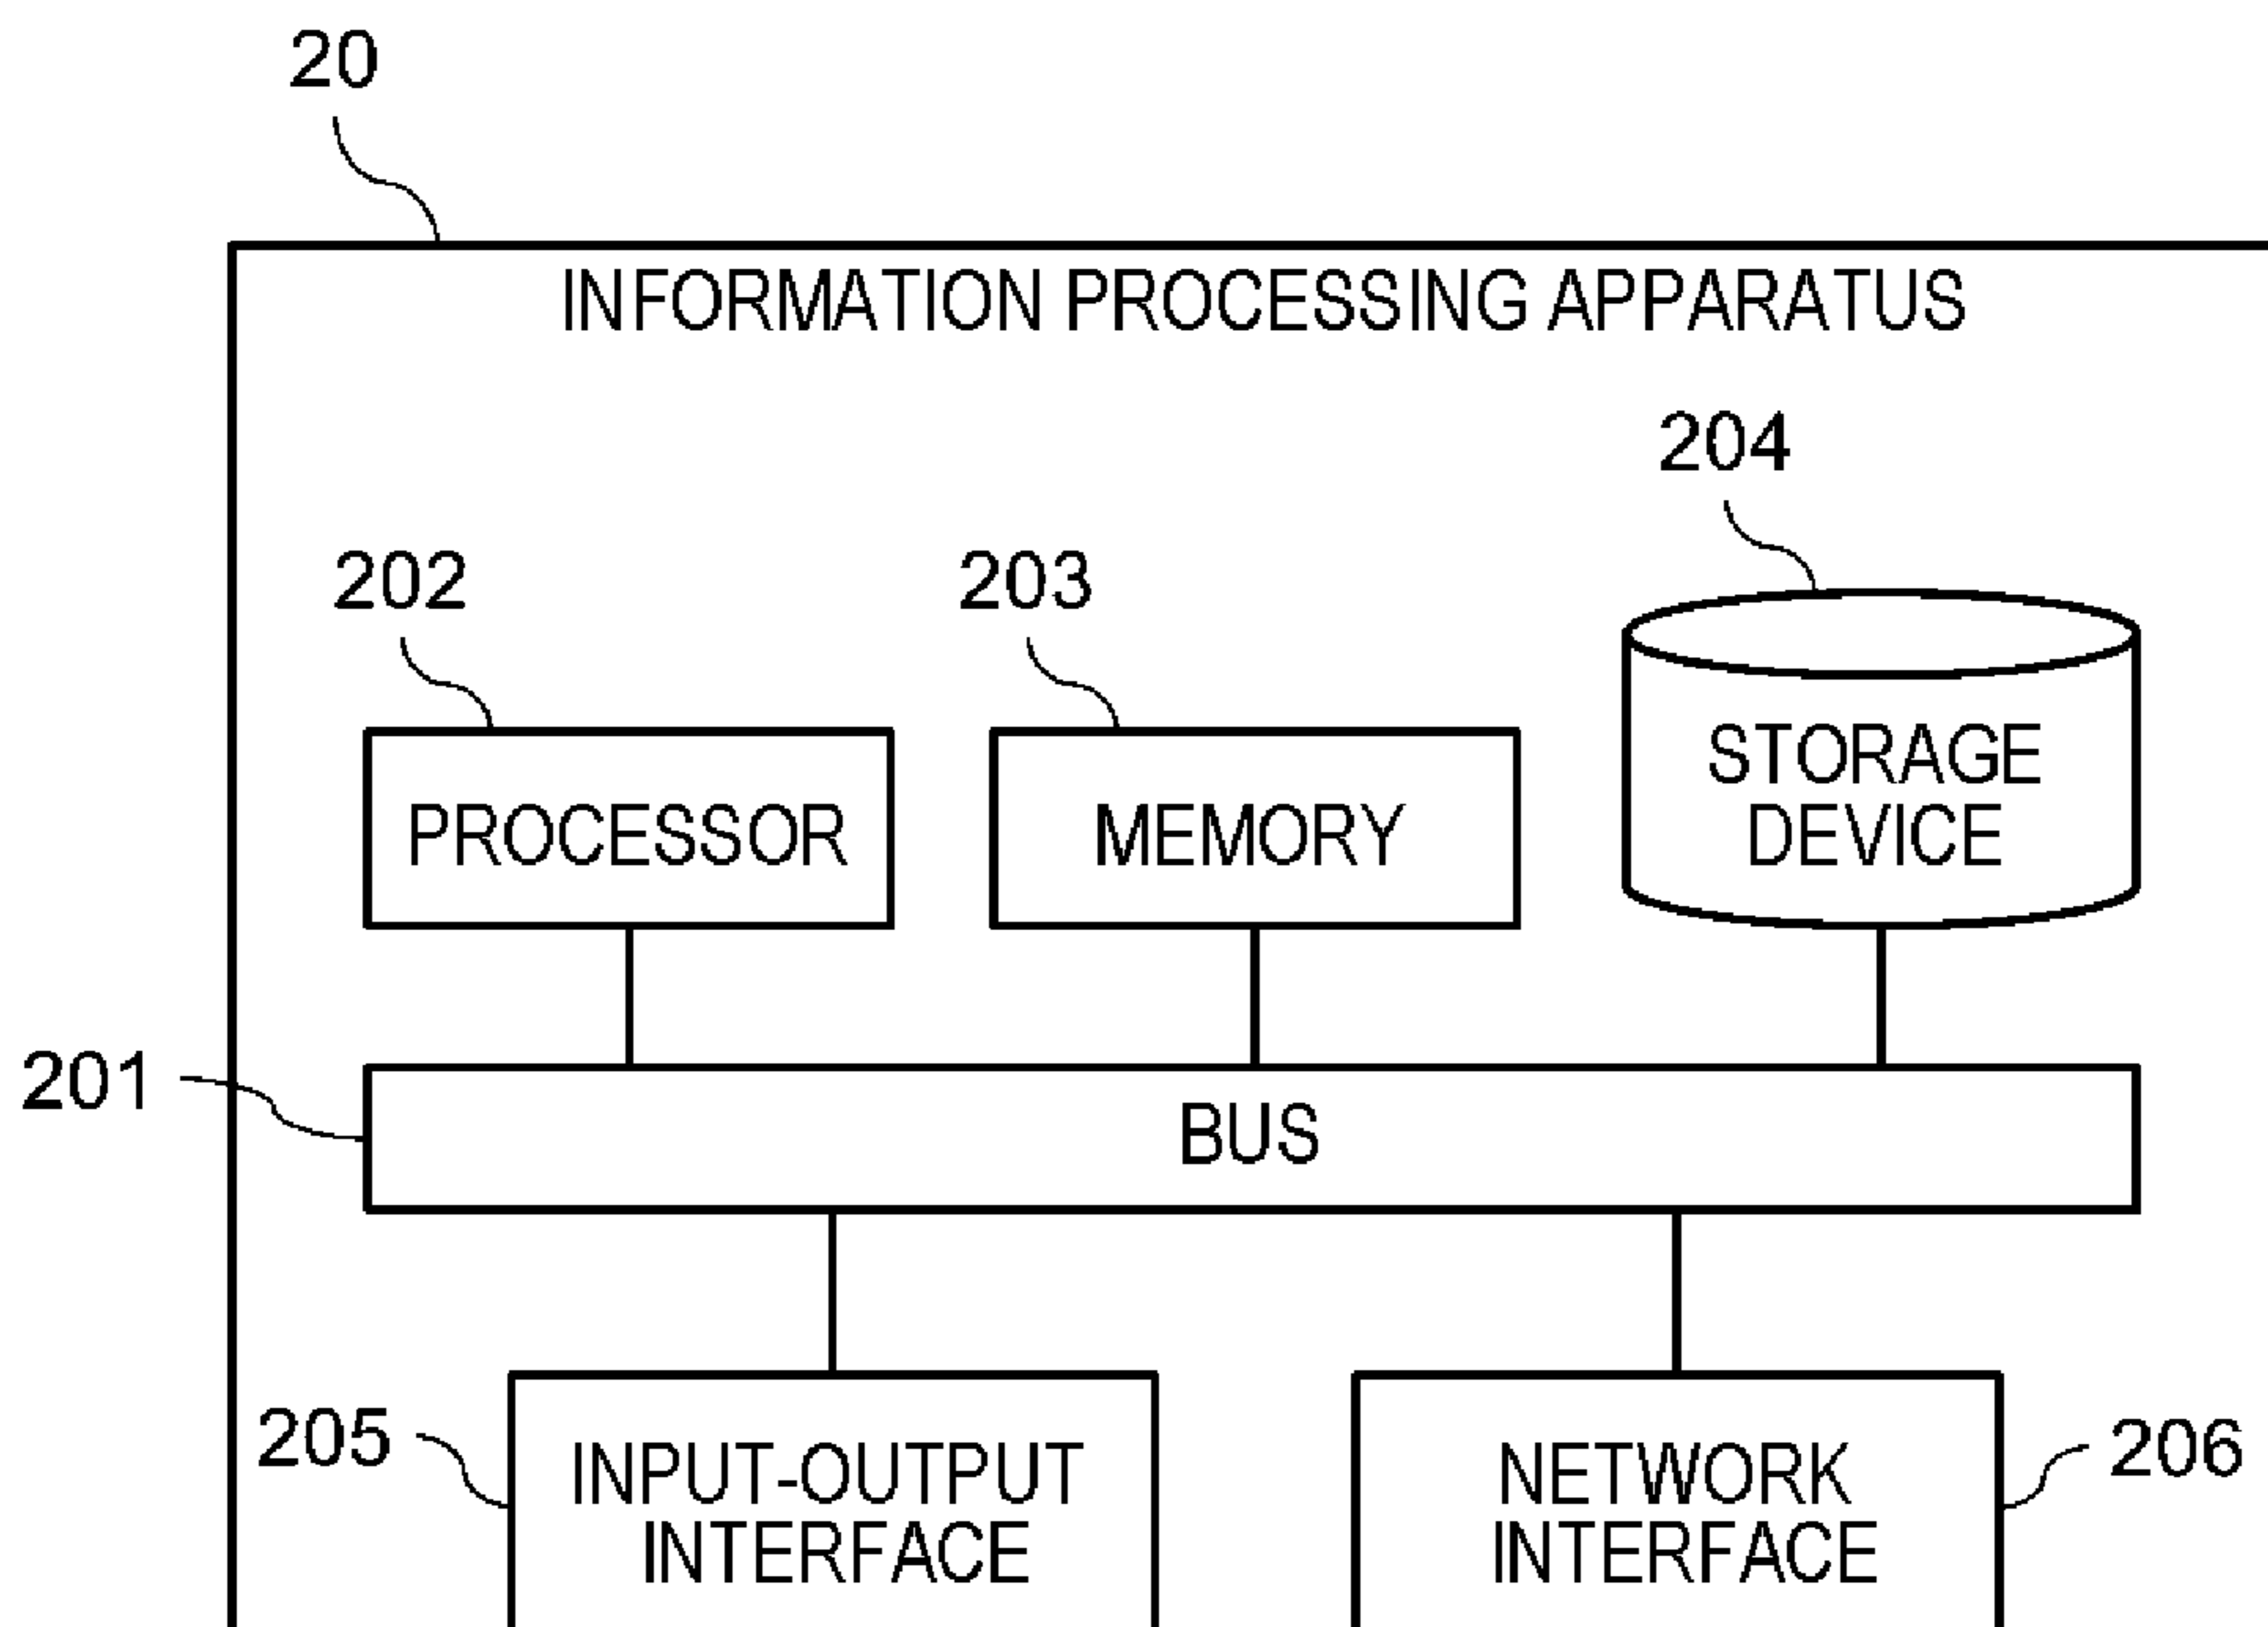 20
INFORMATION PROCESSING APPARATUS
204
202
203
STORAGE
DEVICE
PROCESSOR
MEMORY
201
BUS
205
INPUT-OUTPUT
INTERFACE
NETWORK
INTERFACE
206